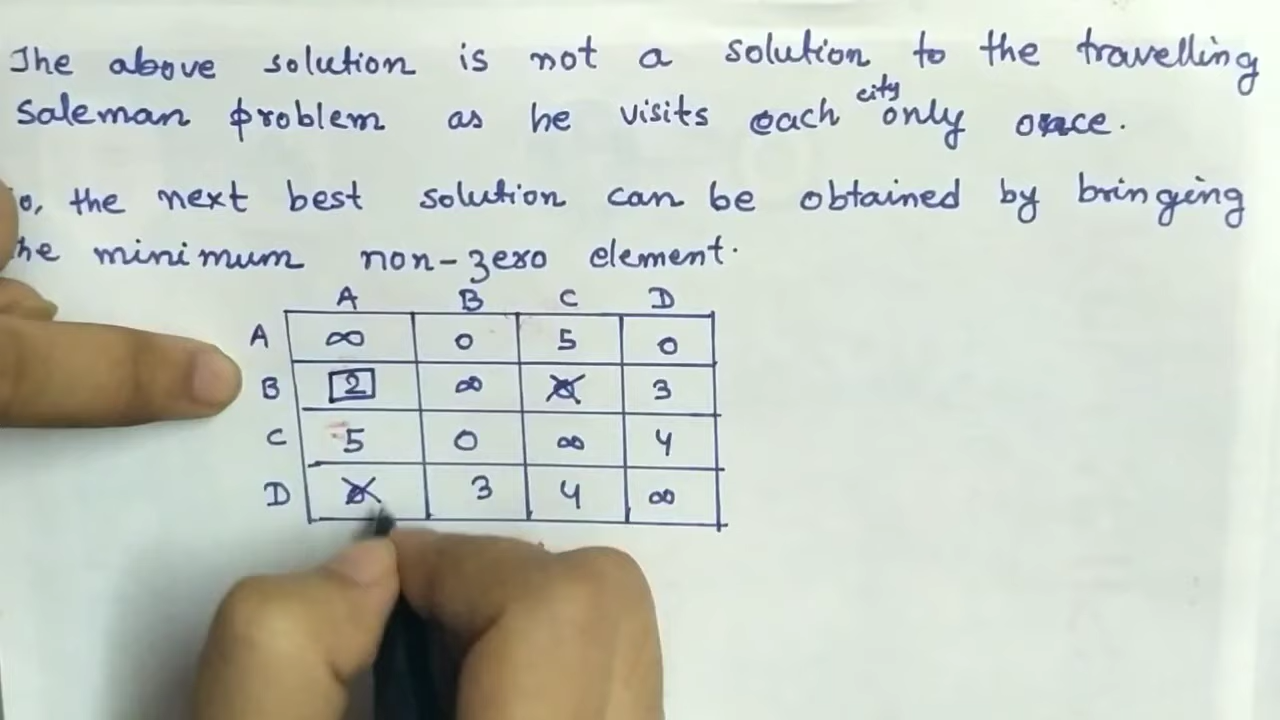 The above solution is not a solution to the travelling
saleman problem as he visits each city only once.
o, the next best solution can be obtained by bringing
he minimum non-zero element.
A B C D
A ∞ 0 5 0
B 2 ∞ 0 3
C 5 0 ∞ 4
D 0 3 4 ∞